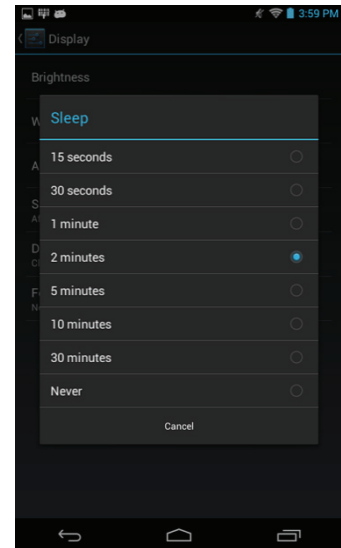 3:59 PM
Display
Brightness
W
Sleep
A
15 seconds
30 seconds
S
1 minute
D
2 minutes
5 minutes
F
10 minutes
30 minutes
Never
Cancel